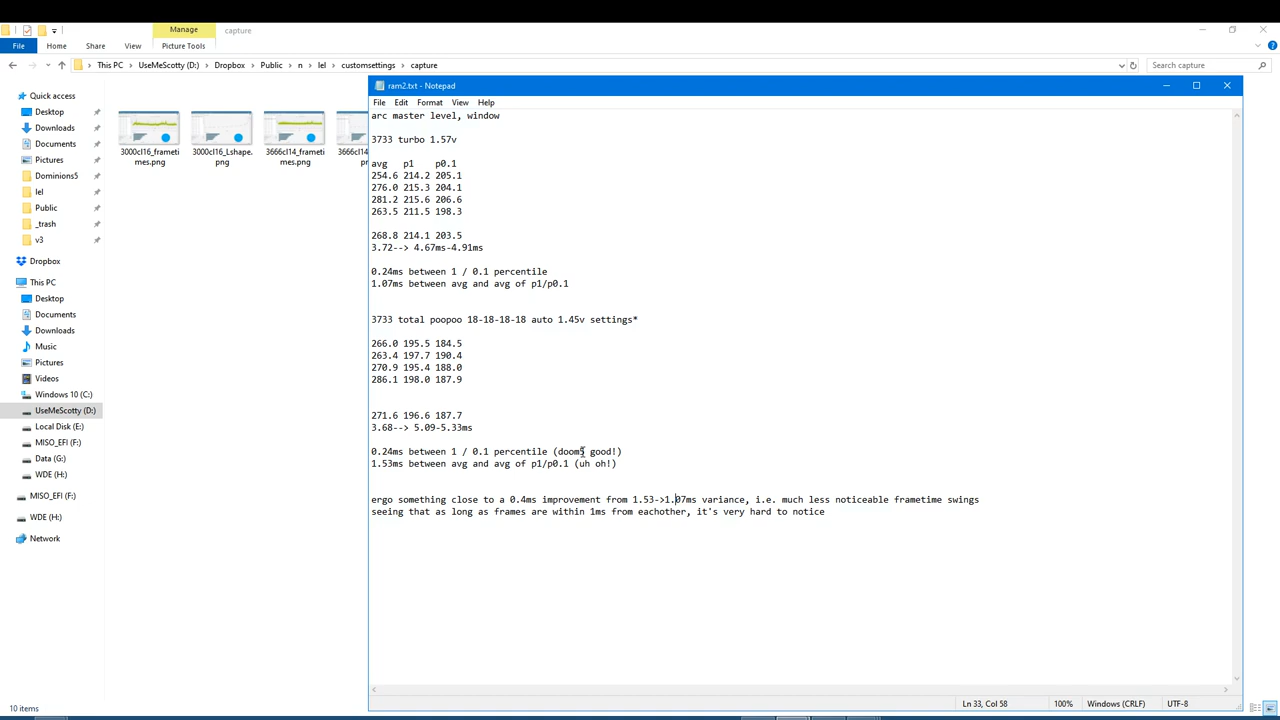 Manage
capture
File
Home
Share
View
Picture Tools
This PC
UseMeScotty (D:)
Dropbox
Public
n
lel
customsettings
capture
Search capture
Quick access
Desktop
Downloads
Documents
Pictures
Dominions5
lel
Public
_trash
v3
Dropbox
This PC
Desktop
Documents
Downloads
Music
Pictures
Videos
Windows 10 (C:)
UseMeScotty (D:)
Local Disk (E:)
MISO_EFI (F:)
Data (G:)
WDE (H:)
MISO_EFI (F:)
WDE (H:)
Network
10 items
3000cl16_frameti
mes.png
3000cl16_Lshape.
png
3666cl14_framet
mes.png
3666cl14
ram2.txt - Notepad
File Edit Format View Help
arc master level, window
3733 turbo 1.57v
avg p1 p0.1
254.6 214.2 205.1
276.0 215.3 204.1
281.2 215.6 206.6
263.5 211.5 198.3
268.8 214.1 203.5
3.72--> 4.67ms-4.91ms
0.24ms between 1 / 0.1 percentile
1.07ms between avg and avg of p1/p0.1
3733 total poopoo 18-18-18-18 auto 1.45v settings*
266.0 195.5 184.5
263.4 197.7 190.4
270.9 195.4 188.0
286.1 198.0 187.9
271.6 196.6 187.7
3.68--> 5.09-5.33ms
0.24ms between 1 / 0.1 percentile (dooms good!)
1.53ms between avg and avg of p1/p0.1 (uh oh!)
ergo something close to a 0.4ms improvement from 1.53->1.07ms variance, i.e. much less noticeable frametime swings
seeing that as long as frames are within 1ms from eachother, it's very hard to notice
Ln 33, Col 58
100%
Windows (CRLF)
UTF-8